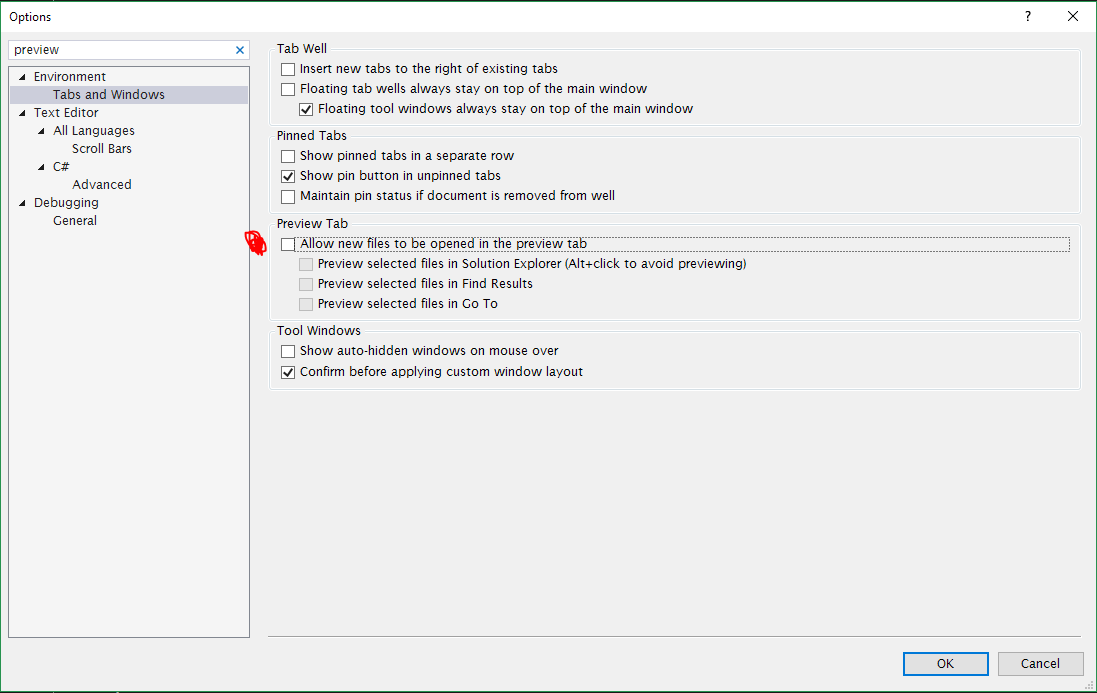 Options
?
preview
Environment
Tabs and Windows
Text Editor
All Languages
Scroll Bars
C#
Advanced
Debugging
General
Tab Well
Insert new tabs to the right of existing tabs
Floating tab wells always stay on top of the main window
Floating tool windows always stay on top of the main window
Pinned Tabs
Show pinned tabs in a separate row
Show pin button in unpinned tabs
Maintain pin status if document is removed from well
Preview Tab
Allow new files to be opened in the preview tab
Preview selected files in Solution Explorer (Alt+click to avoid previewing)
Preview selected files in Find Results
Preview selected files in Go To
Tool Windows
Show auto-hidden windows on mouse over
Confirm before applying custom window layout
OK
Cancel